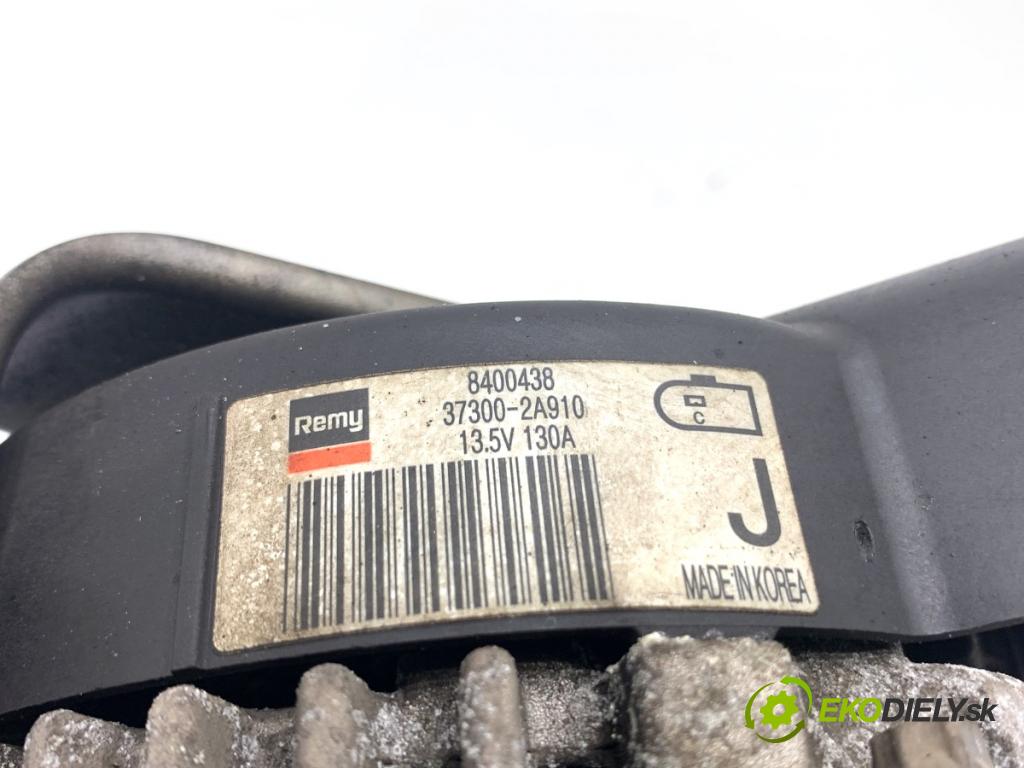 Remy
8400438
37300-2A910
13.5V 130A
C
J
MADE IN KOREA
EKODIELY.sk